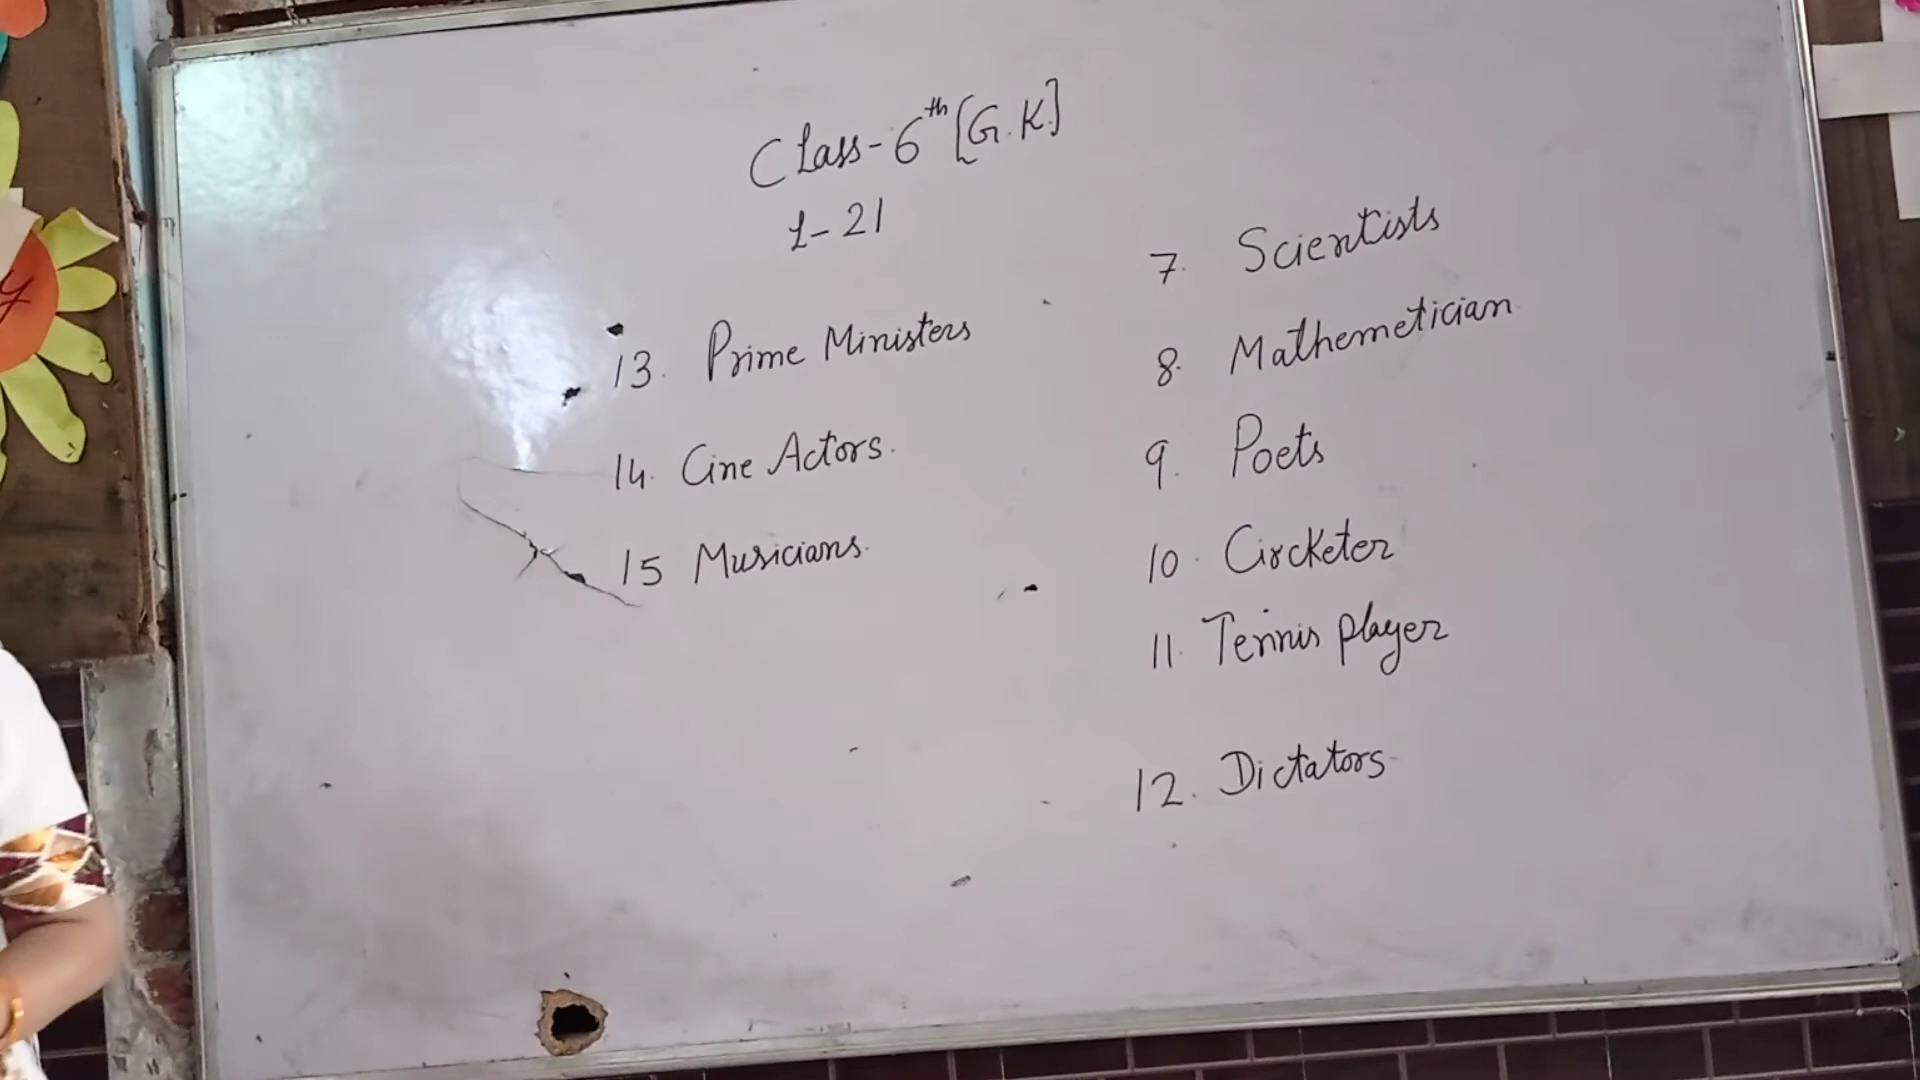 Class-6th [G.K]
L-21
13. Prime Ministers
14. Cine Actors.
15 Musicians.
7. Scientists
8. Mathemetician
9. Poets
10. Circketer
11. Tennis player
12. Dictators